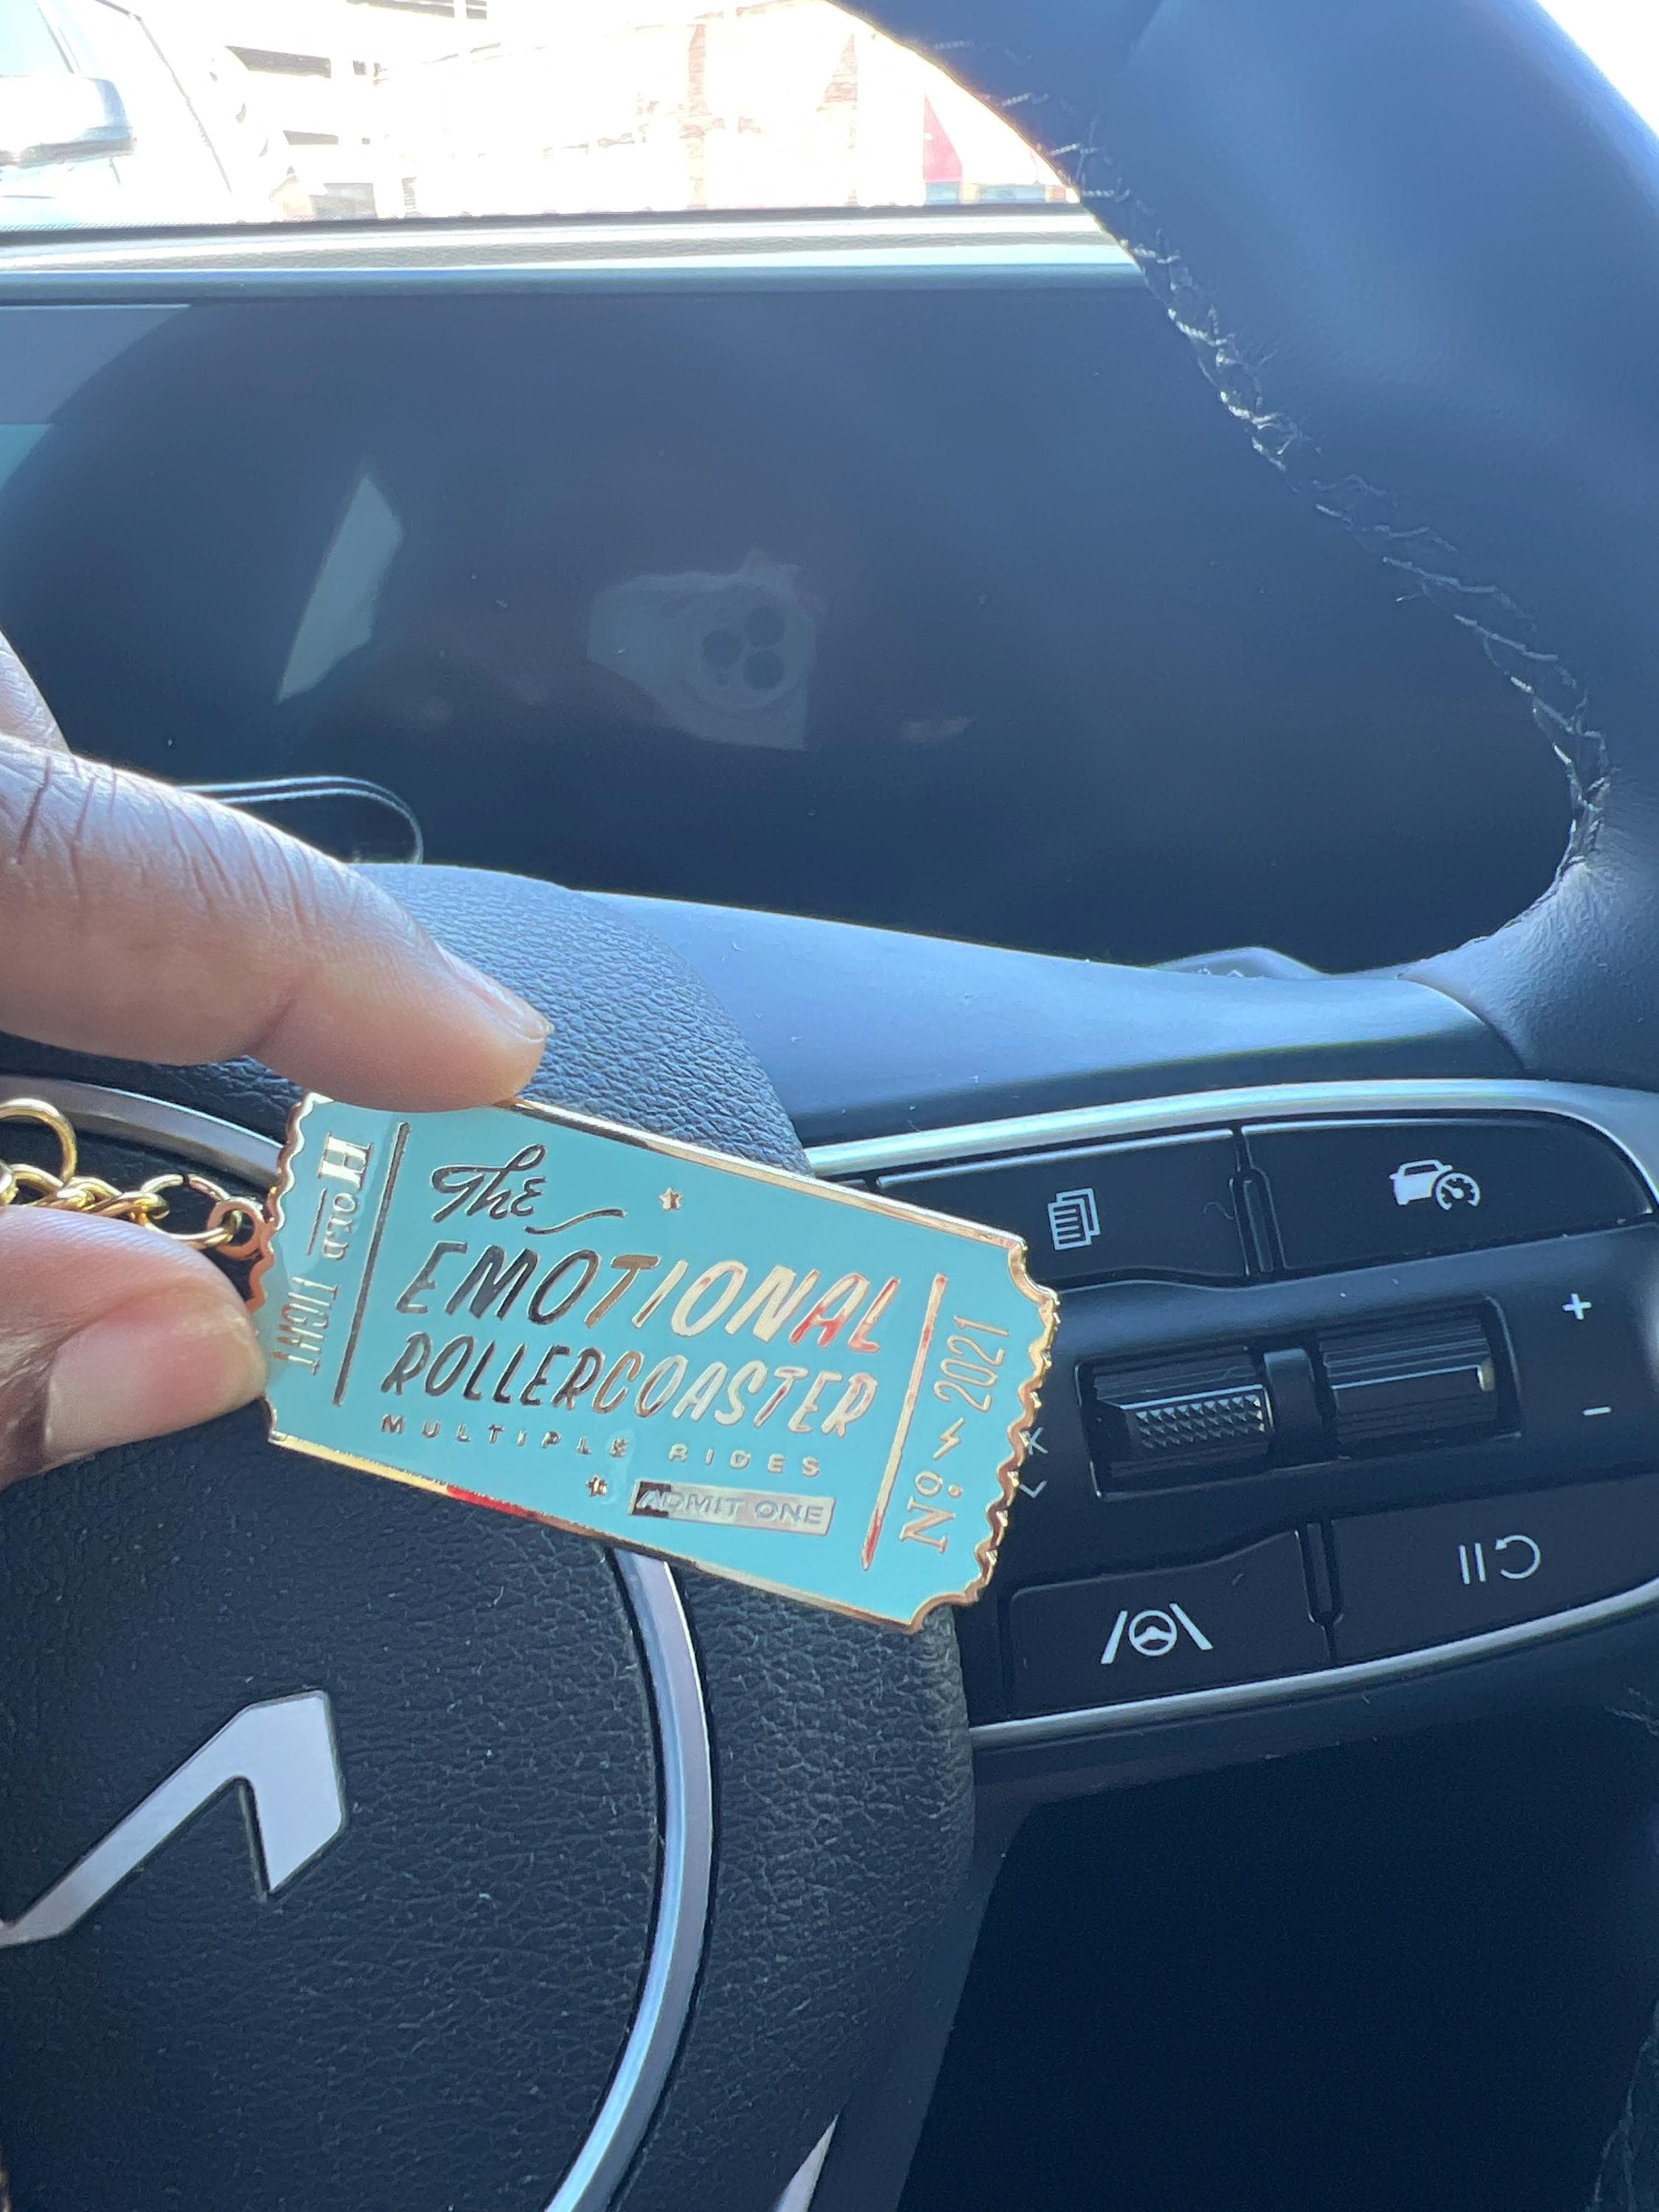 HOLD
TIGHT
The
EMOTIONAL
ROLLERCOASTER
MULTIPLE RIDES
ADMIT ONE
Nº. 2021
+
−